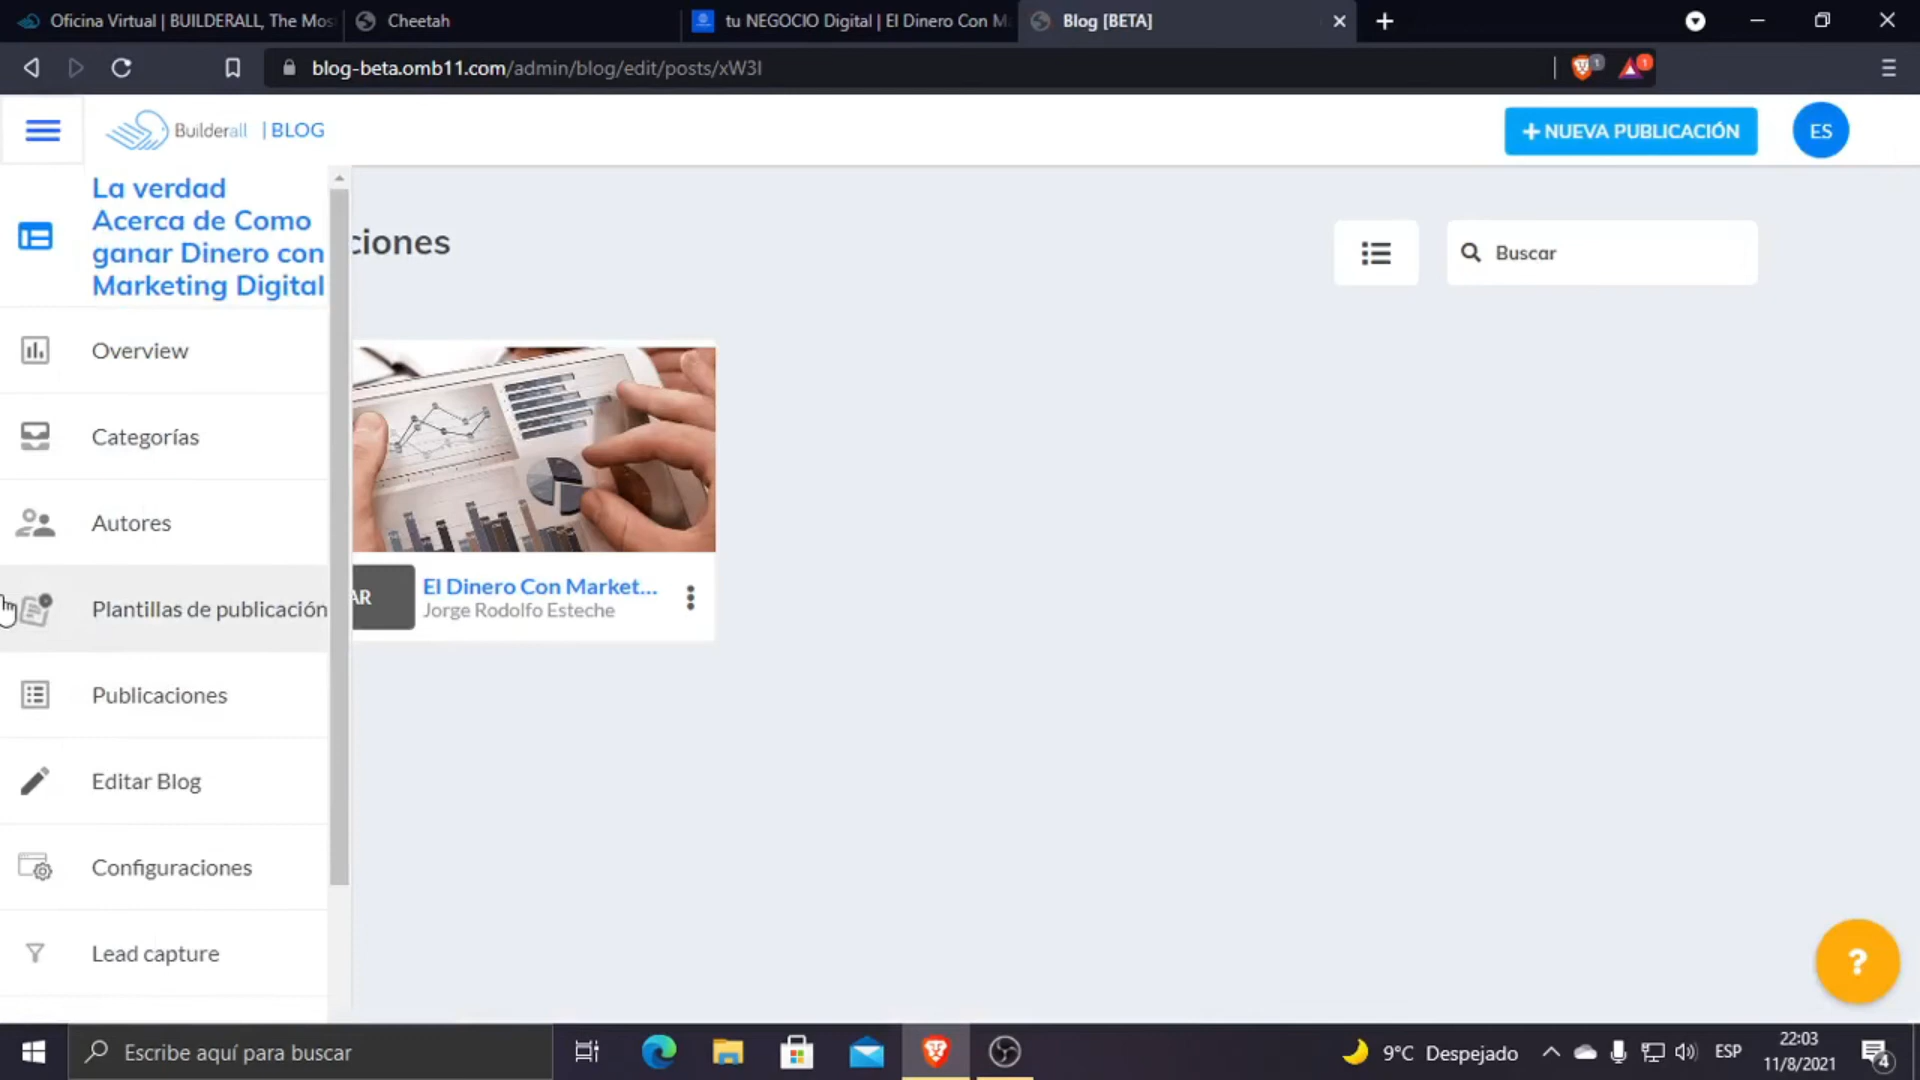 Oficina Virtual | BUILDERALL, The Mos
Cheetah
tu NEGOCIO Digital | El Dinero Con M
Blog [BETA]
blog-beta.omb11.com/admin/blog/edit/posts/xW3I
1
1
Builderall | BLOG
+ NUEVA PUBLICACIÓN
ES
La verdad
Acerca de Como
ganar Dinero con
Marketing Digital
ciones
Buscar
Overview
Categorías
Autores
Plantillas de publicación
AR
El Dinero Con Market...
Jorge Rodolfo Esteche
Publicaciones
Editar Blog
Configuraciones
Lead capture
?
Escribe aquí para buscar
9°C Despejado
ESP
22:03
11/8/2021
4